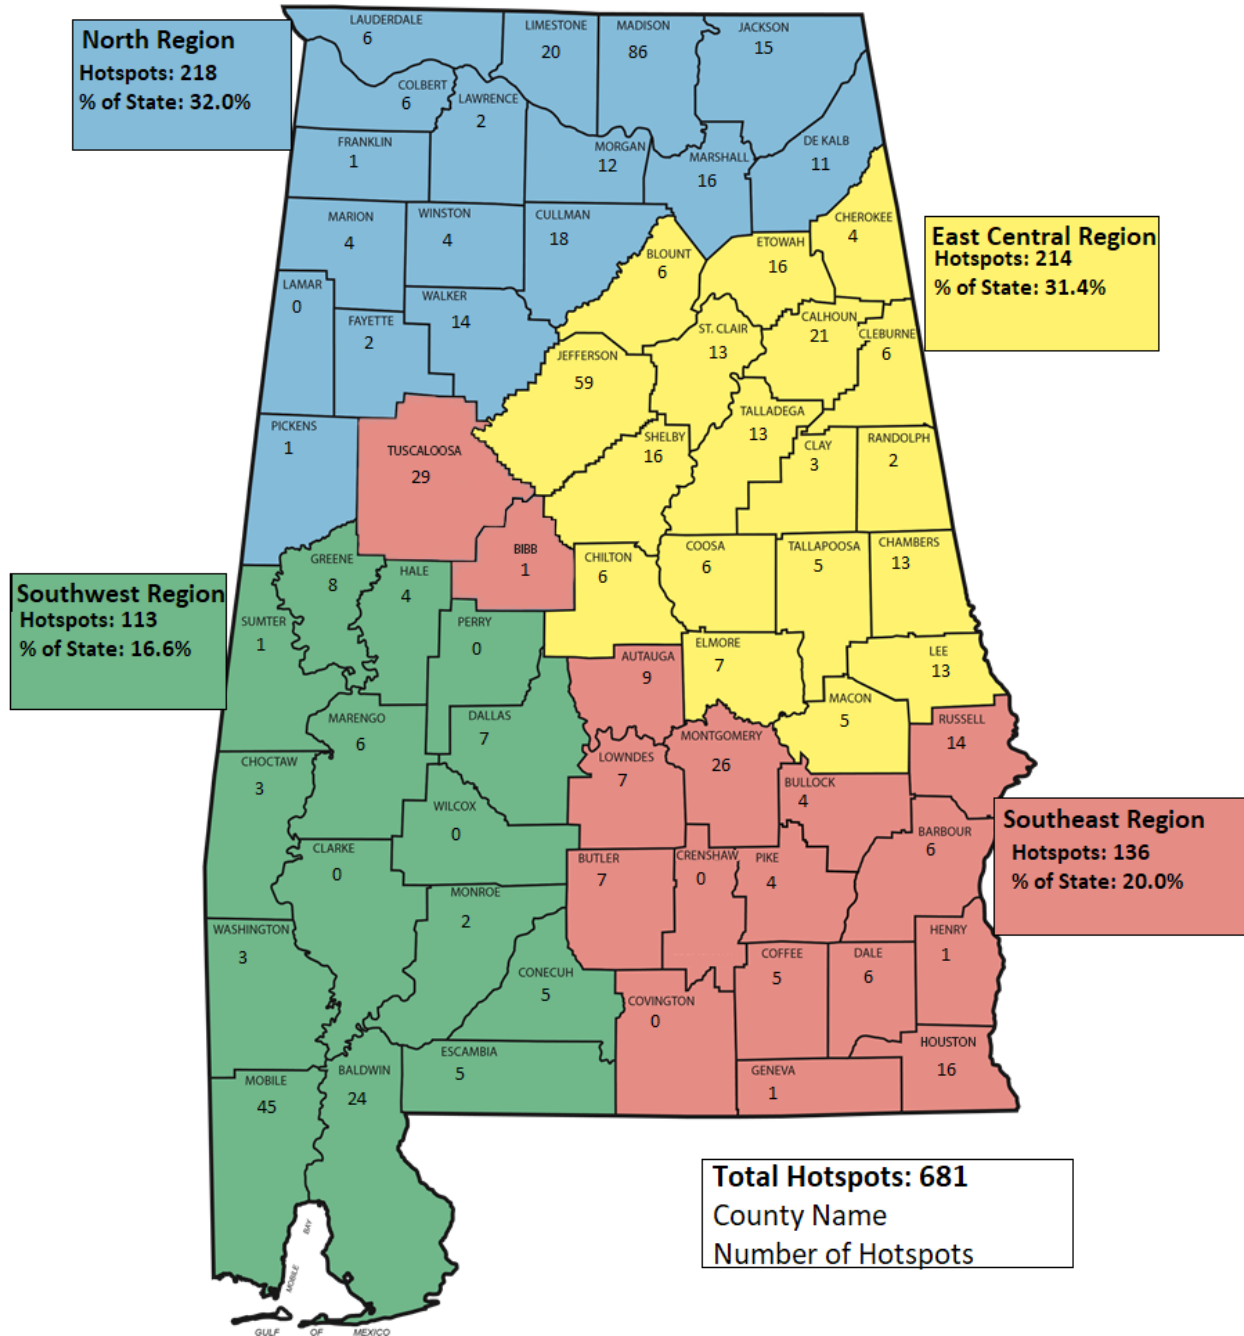 LAUDERDALE
6
LIMESTONE
20
MADISON
86
JACKSON
15
North Region
Hotspots: 218
% of State: 32.0%
COLBERT
6
LAWRENCE
2
FRANKLIN
1
MORGAN
12
MARSHALL
16
DE KALB
11
MARION
4
WINSTON
4
CULLMAN
18
CHEROKEE
4
BLOUNT
6
ETOWAH
16
East Central Region
Hotspots: 214
% of State: 31.4%
LAMAR
0
FAYETTE
2
WALKER
14
ST. CLAIR
13
CALHOUN
21
CLEBURNE
6
JEFFERSON
59
PICKENS
1
TUSCALOOSA
29
SHELBY
16
TALLADEGA
13
CLAY
3
RANDOLPH
2
GREENE
8
HALE
4
BIBB
1
CHILTON
6
COOSA
6
TALLAPOOSA
5
CHAMBERS
13
Southwest Region
Hotspots: 113
% of State: 16.6%
SUMTER
1
PERRY
0
AUTAUGA
9
ELMORE
7
LEE
13
MACON
5
MARENGO
6
DALLAS
7
LOWNDES
7
MONTGOMERY
26
RUSSELL
14
CHOCTAW
3
WILCOX
0
BULLOCK
4
Southeast Region
Hotspots: 136
% of State: 20.0%
BARBOUR
6
CLARKE
0
BUTLER
7
CRENSHAW
0
PIKE
4
MONROE
2
WASHINGTON
3
HENRY
1
CONECUH
5
COFFEE
5
DALE
6
COVINGTON
0
HOUSTON
16
ESCAMBIA
5
GENEVA
1
MOBILE
45
BALDWIN
24
Total Hotspots: 681
County Name
Number of Hotspots
MOBILE BAY
GULF OF MEXICO